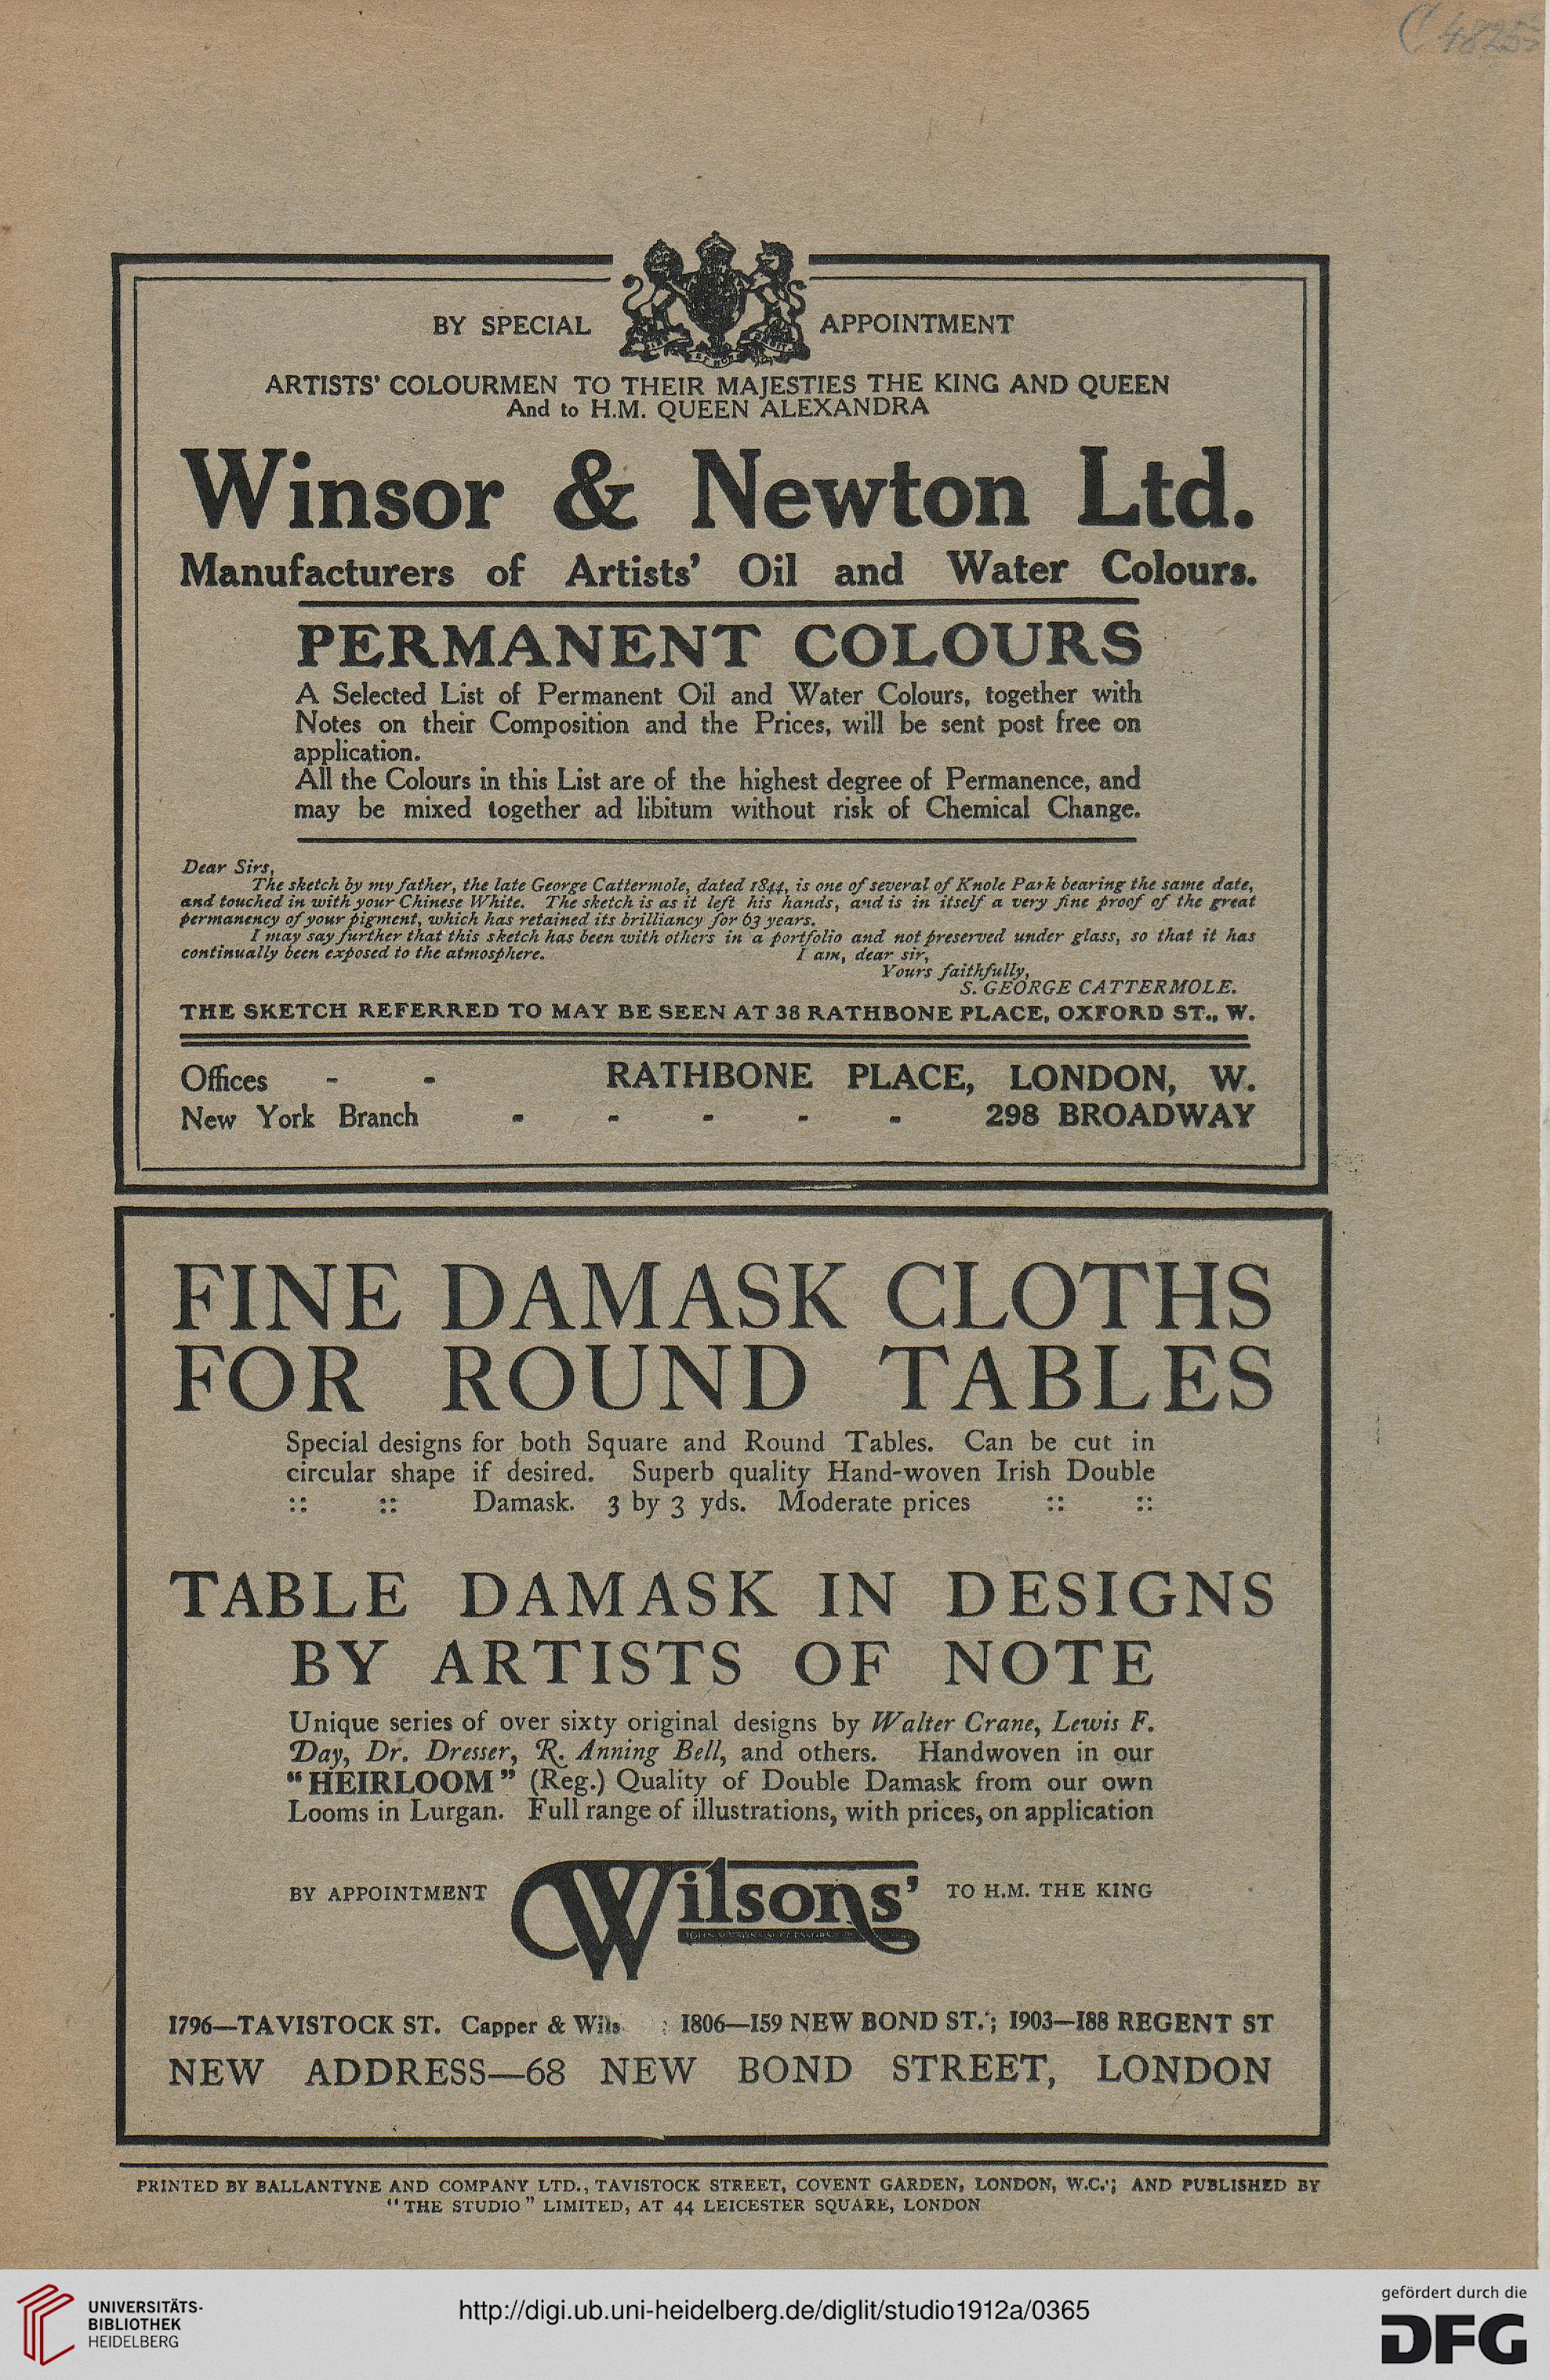 BY SPECIAL APPOINTMENT
ARTISTS' COLOURMEN TO THEIR MAJESTIES THE KING AND QUEEN
And to H.M. QUEEN ALEXANDRA
Winsor & Newton Ltd.
Manufacturers of Artists' Oil and Water Colours.
PERMANENT COLOURS
A Selected List of Permanent Oil and Water Colours, together with
Notes on their Composition and the Prices, will be sent post free on
application.
All the Colours in this List are of the highest degree of Permanence, and
may be mixed together ad libitum without risk of Chemical Change.
Dear Sirs,
The sketch by my father, the late George Cattermole, dated 1844, is one of several of Knole Park bearing the same date,
and touched in with your Chinese White. The sketch is as it left his hands, and is in itself a very fine proof of the great
permanency of your pigment, which has retained its brilliancy for 63 years.
I may say further that this sketch has been with others in a portfolio and not preserved under glass, so that it has
continually been exposed to the atmosphere. I am, dear sir,
Yours faithfully,
S. GEORGE CATTERMOLE.
THE SKETCH REFERRED TO MAY BE SEEN AT 38 RATHBONE PLACE, OXFORD ST., W.
Offices - - RATHBONE PLACE, LONDON, W.
New York Branch - - - - - 298 BROADWAY
FINE DAMASK CLOTHS
FOR ROUND TABLES
Special designs for both Square and Round Tables. Can be cut in
circular shape if desired. Superb quality Hand-woven Irish Double
:: :: Damask. 3 by 3 yds. Moderate prices :: ::
TABLE DAMASK IN DESIGNS
BY ARTISTS OF NOTE
Unique series of over sixty original designs by Walter Crane, Lewis F.
Day, Dr. Dresser, R. Anning Bell, and others. Handwoven in our
"HEIRLOOM" (Reg.) Quality of Double Damask from our own
Looms in Lurgan. Full range of illustrations, with prices, on application
BY APPOINTMENT Wilsons' TO H.M. THE KING
1796—TAVISTOCK ST. Capper & Wils ; 1806—159 NEW BOND ST.; 1903—188 REGENT ST
NEW ADDRESS—68 NEW BOND STREET, LONDON
PRINTED BY BALLANTYNE AND COMPANY LTD., TAVISTOCK STREET, COVENT GARDEN, LONDON, W.C.; AND PUBLISHED BY
"THE STUDIO" LIMITED, AT 44 LEICESTER SQUARE, LONDON
UNIVERSITÄTS-
BIBLIOTHEK
HEIDELBERG
http://digi.ub.uni-heidelberg.de/diglit/studio1912a/0365
gefördert durch die
DFG